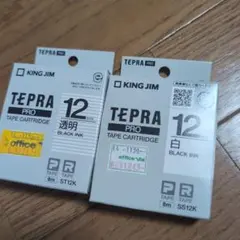 TEPRA PRO
KING JIM
TEPRA
PRO
TAPE CARTRIDGE
12
透明
BLACK INK
office
8m
ST12K
TEPRA PRO
KING JIM
TEPRA
PRO
TAPE CARTRIDGE
12
白
BLACK INK
8m
SS12K